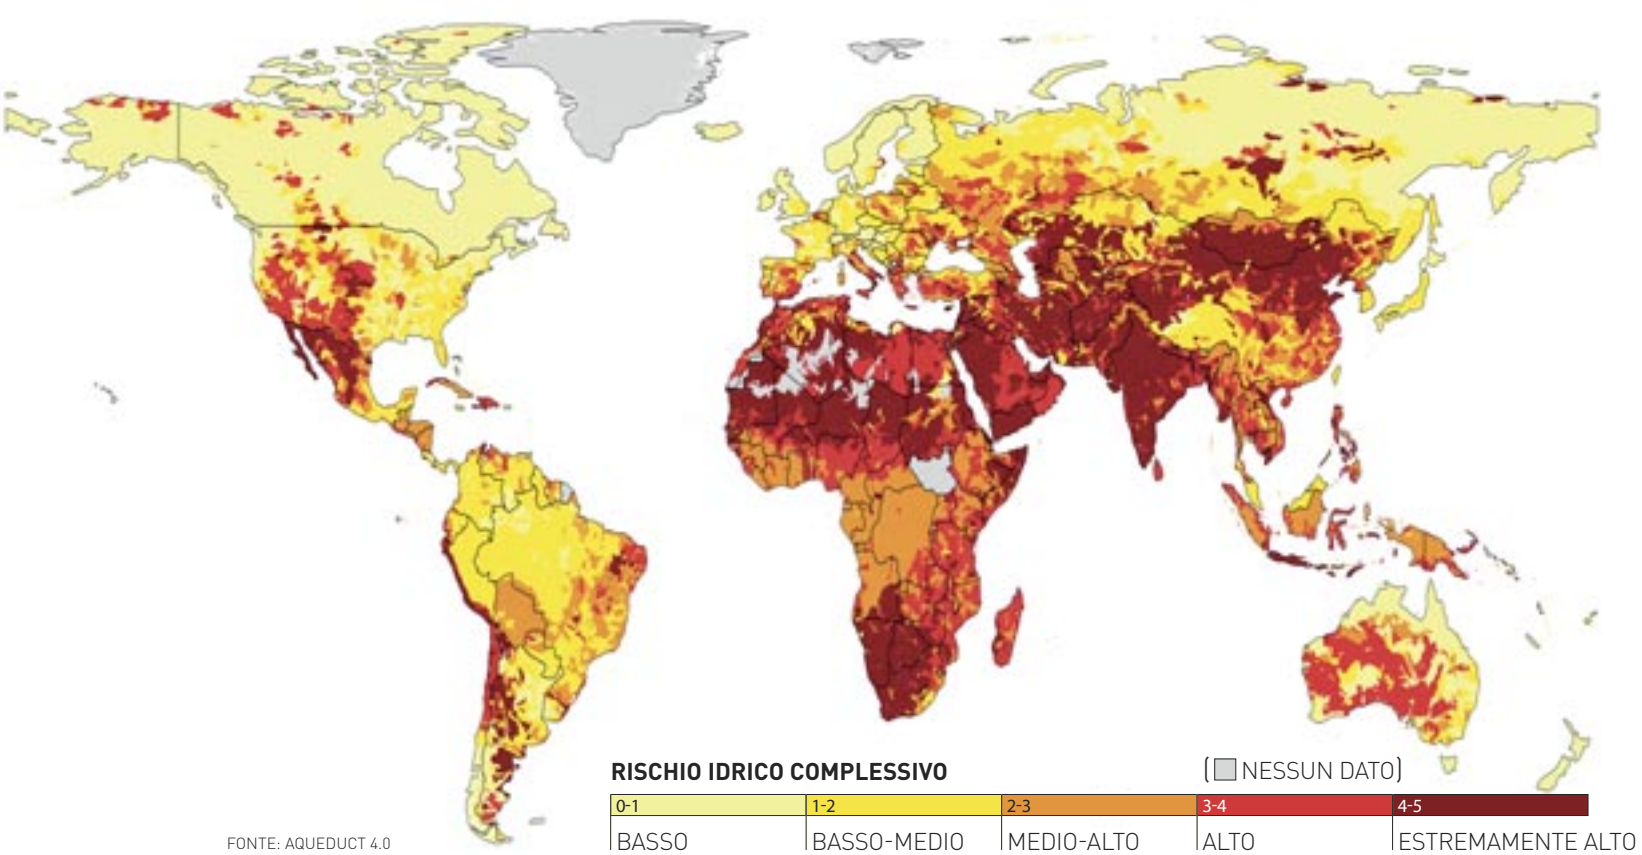 RISCHIO IDRICO COMPLESSIVO
(NESSUN DATO)
0-1 1-2 2-3 3-4 4-5
BASSO BASSO-MEDIO MEDIO-ALTO ALTO ESTREMAMENTE ALTO
FONTE: AQUEDUCT 4.0